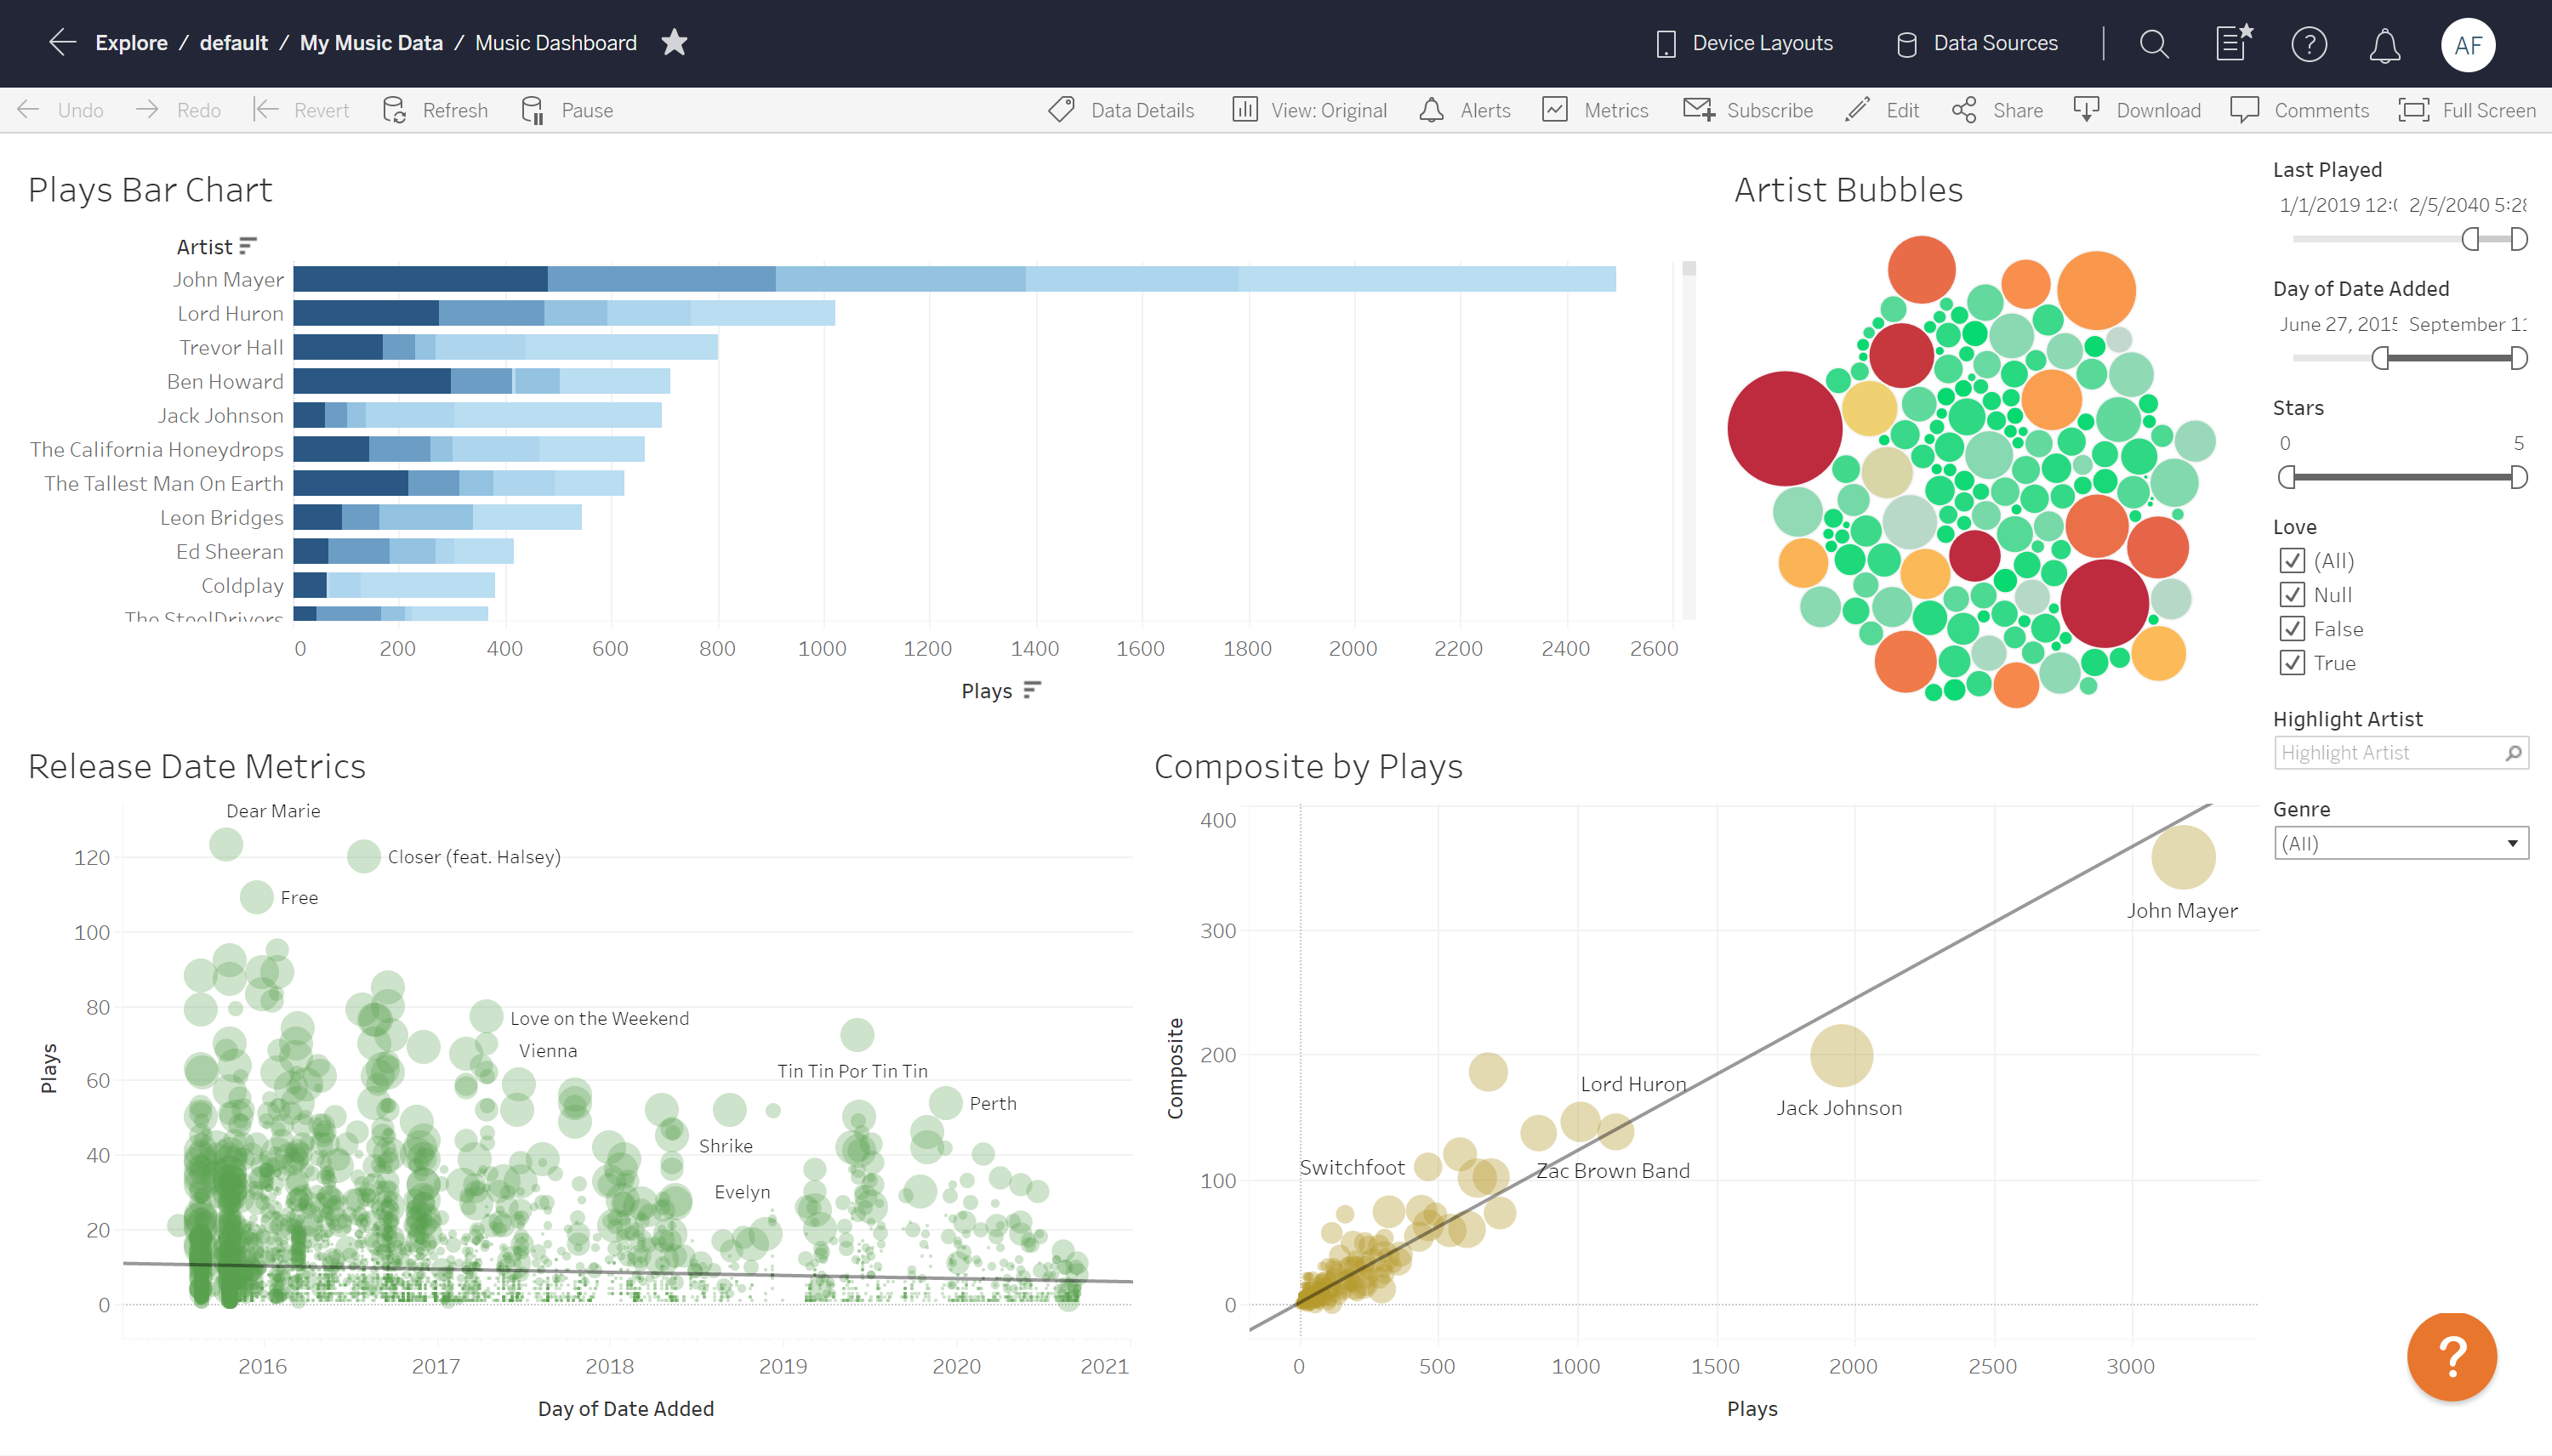 Explore / default / My Music Data / Music Dashboard
Device Layouts
Data Sources
?
AF
Undo
Redo
Revert
Refresh
Pause
Data Details
View: Original
Alerts
Metrics
Subscribe
Edit
Share
Download
Comments
Full Screen
Plays Bar Chart
Artist
John Mayer
Lord Huron
Trevor Hall
Ben Howard
Jack Johnson
The California Honeydrops
The Tallest Man On Earth
Leon Bridges
Ed Sheeran
Coldplay
The SteelDrivers
0 200 400 600 800 1000 1200 1400 1600 1800 2000 2200 2400 2600
Plays
Artist Bubbles
Last Played
1/1/2019 12:0 2/5/2040 5:28
Day of Date Added
June 27, 2015 September 11
Stars
0 5
Love
(All)
Null
False
True
Highlight Artist
Highlight Artist
Genre
(All)
Release Date Metrics
Dear Marie
Closer (feat. Halsey)
Free
Love on the Weekend
Vienna
Tin Tin Por Tin Tin
Perth
Shrike
Evelyn
120
100
80
60
40
20
0
Plays
2016 2017 2018 2019 2020 2021
Day of Date Added
Composite by Plays
400
300
200
100
0
Composite
John Mayer
Lord Huron
Jack Johnson
Switchfoot
Zac Brown Band
0 500 1000 1500 2000 2500 3000
Plays
?